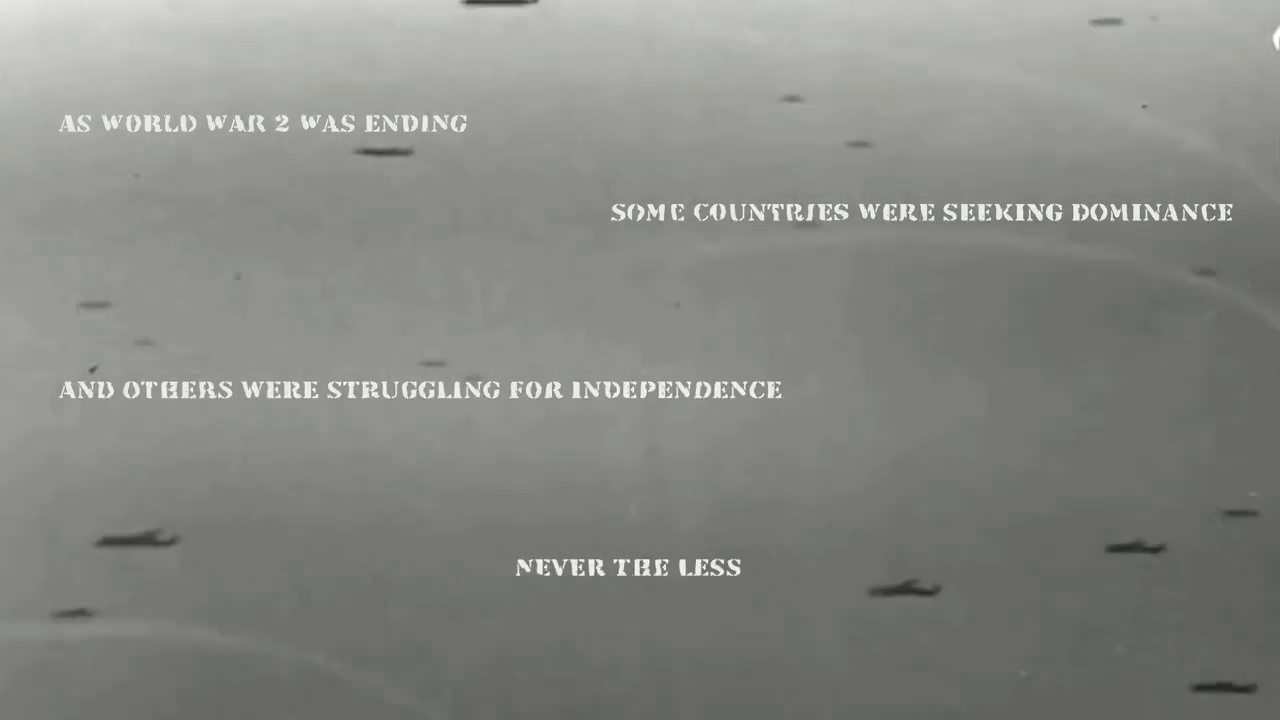 AS WORLD WAR 2 WAS ENDING
SOME COUNTRIES WERE SEEKING DOMINANCE
AND OTHERS WERE STRUGGLING FOR INDEPENDENCE
NEVER THE LESS